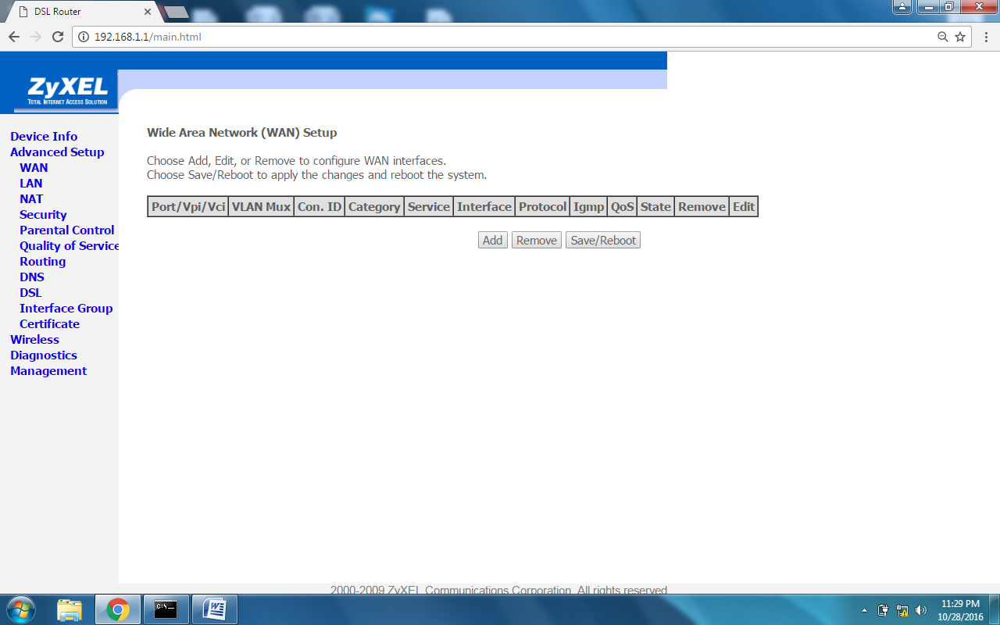 DSL Router
192.168.1.1/main.html
ZyXEL
TOTAL INTERNET ACCESS SOLUTION
Device Info
Advanced Setup
WAN
LAN
NAT
Security
Parental Control
Quality of Service
Routing
DNS
DSL
Interface Group
Certificate
Wireless
Diagnostics
Management
Wide Area Network (WAN) Setup
Choose Add, Edit, or Remove to configure WAN interfaces.
Choose Save/Reboot to apply the changes and reboot the system.
Port/Vpi/Vci VLAN Mux Con. ID Category Service Interface Protocol Igmp QoS State Remove Edit
Add Remove Save/Reboot
2000-2009 ZyXEL Communications Corporation. All rights reserved
C:\_
W
11:29 PM
10/28/2016